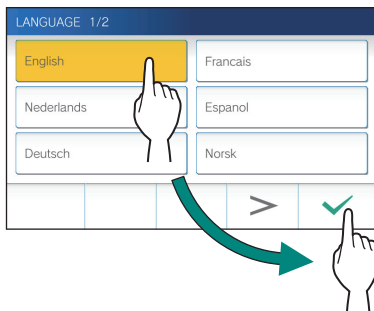 LANGUAGE 1/2
English
Francais
Nederlands
Espanol
Deutsch
Norsk